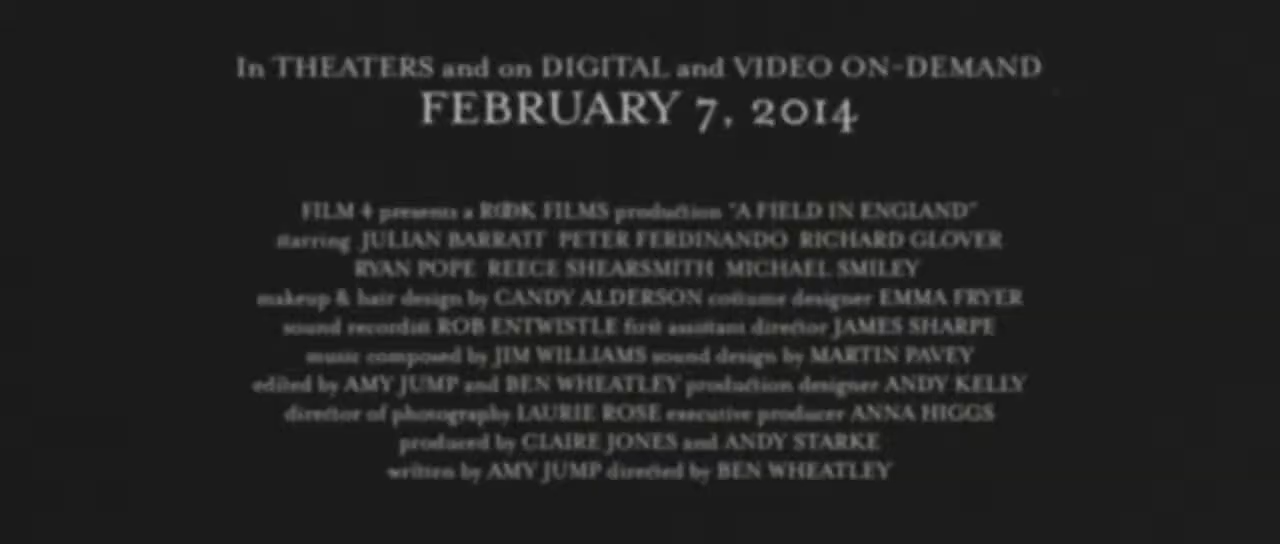 In THEATERS and on DIGITAL and VIDEO ON-DEMAND
FEBRUARY 7, 2014
FILM 4 presents a ROOK FILMS production "A FIELD IN ENGLAND"
starring JULIAN BARRATT PETER FERDINANDO RICHARD GLOVER
RYAN POPE REECE SHEARSMITH MICHAEL SMILEY
makeup & hair design by CANDY ALDERSON costume designer EMMA FRYER
sound recordist ROB ENTWISTLE first assistant director JAMES SHARPE
music composed by JIM WILLIAMS sound design by MARTIN PAVEY
edited by AMY JUMP and BEN WHEATLEY production designer ANDY KELLY
director of photography LAURIE ROSE executive producer ANNA HIGGS
produced by CLAIRE JONES and ANDY STARKE
written by AMY JUMP directed by BEN WHEATLEY